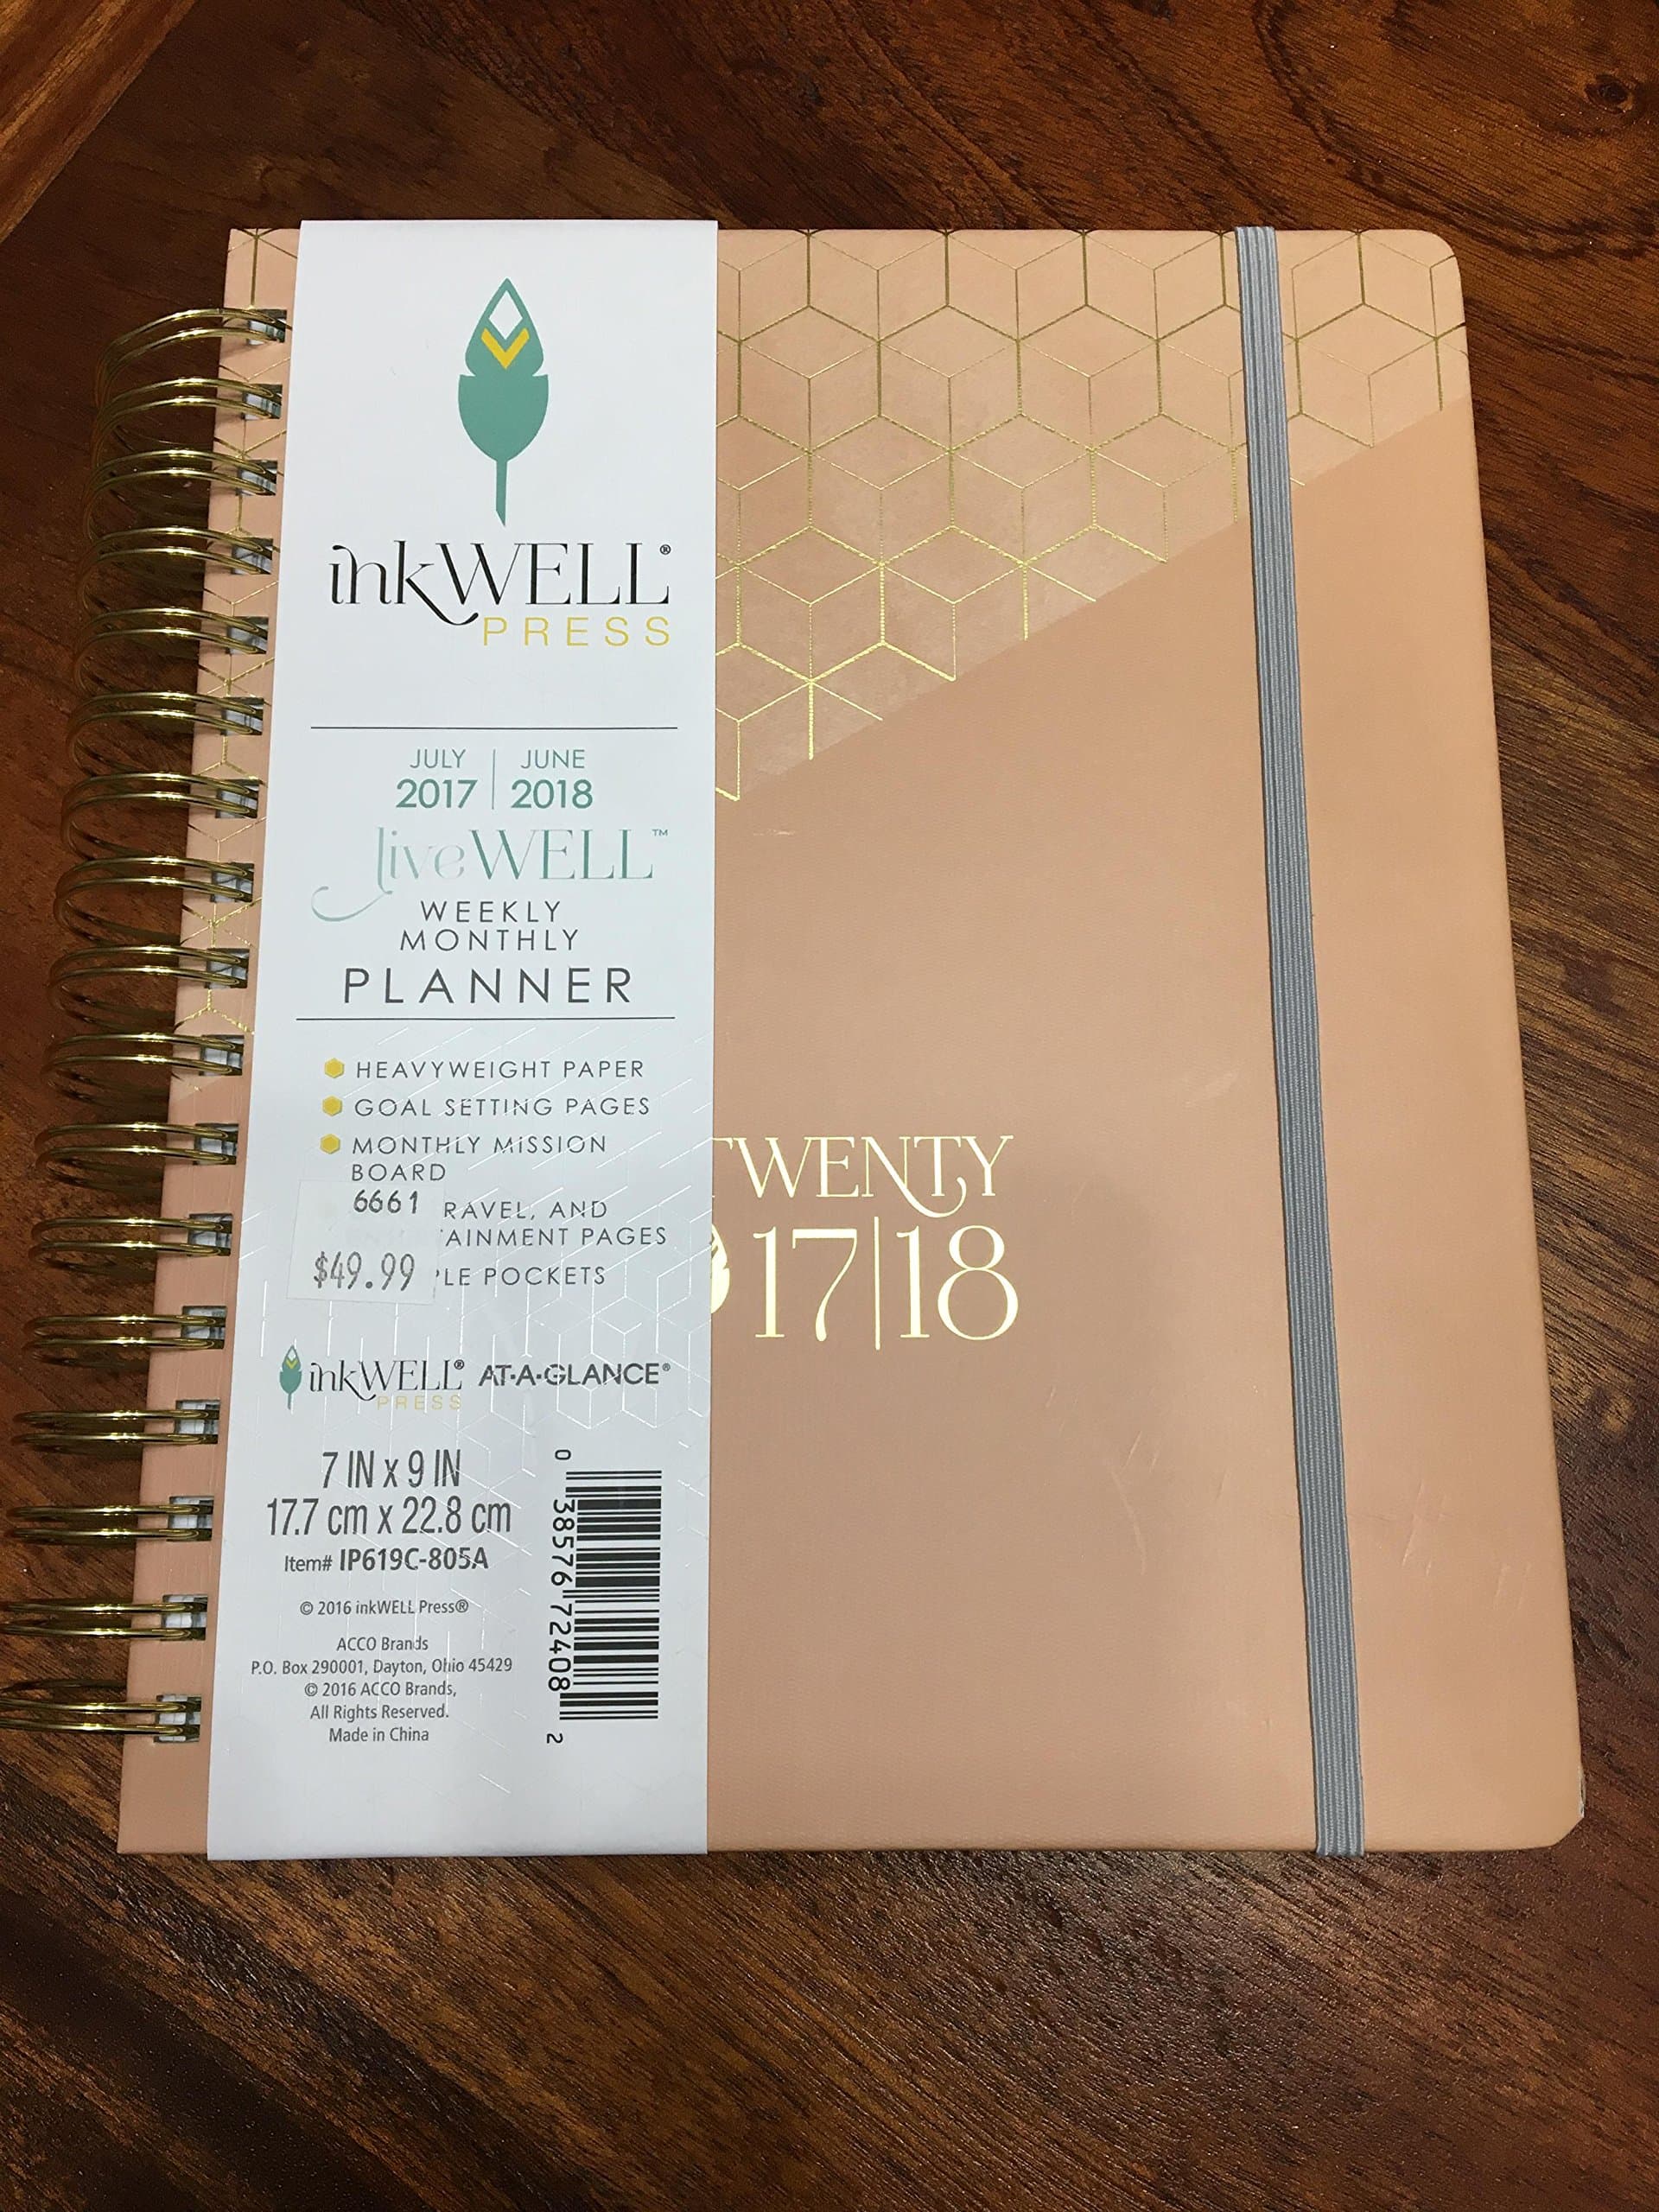 inkWELL®
PRESS
JULY | JUNE
2017 | 2018
liveWELL™
WEEKLY
MONTHLY
PLANNER
HEAVYWEIGHT PAPER
GOAL SETTING PAGES
MONTHLY MISSION
BOARD
6661
RAVEL, AND
AINMENT PAGES
$49.99
PLE POCKETS
TWENTY
17|18
inkWELL® PRESS AT-A-GLANCE®
7 IN x 9 IN
17.7 cm x 22.8 cm
Item# IP619C-805A
© 2016 inkWELL Press®
ACCO Brands
P.O. Box 290001, Dayton, Ohio 45429
© 2016 ACCO Brands,
All Rights Reserved.
Made in China
0 38576 72408 2